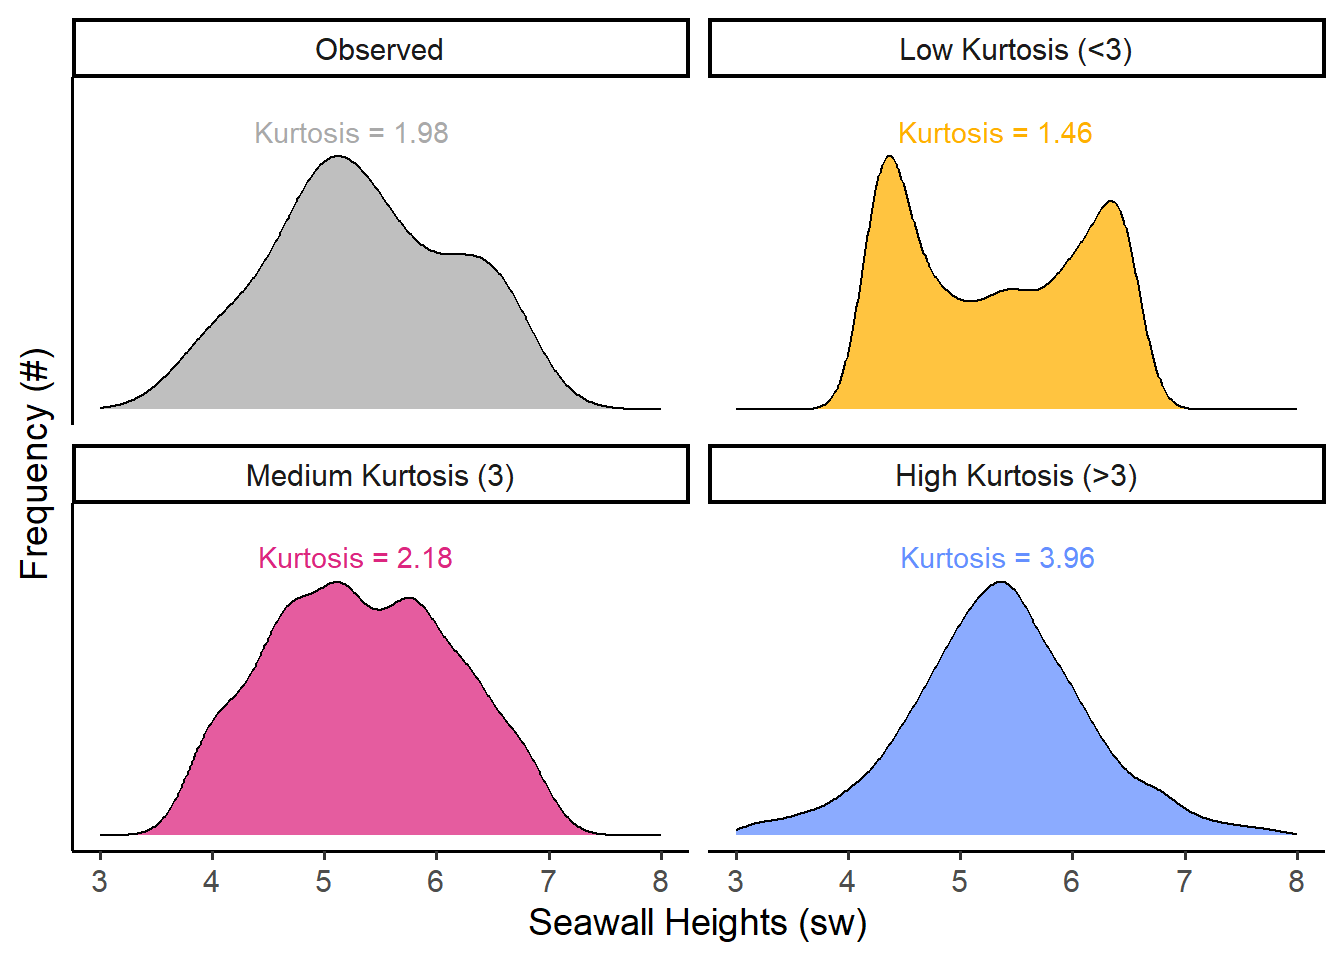 Observed
Low Kurtosis (<3)
Kurtosis = 1.98
Kurtosis = 1.46
Frequency (#)
Medium Kurtosis (3)
High Kurtosis (>3)
Kurtosis = 2.18
Kurtosis = 3.96
3 4 5 6 7 8
3 4 5 6 7 8
Seawall Heights (sw)